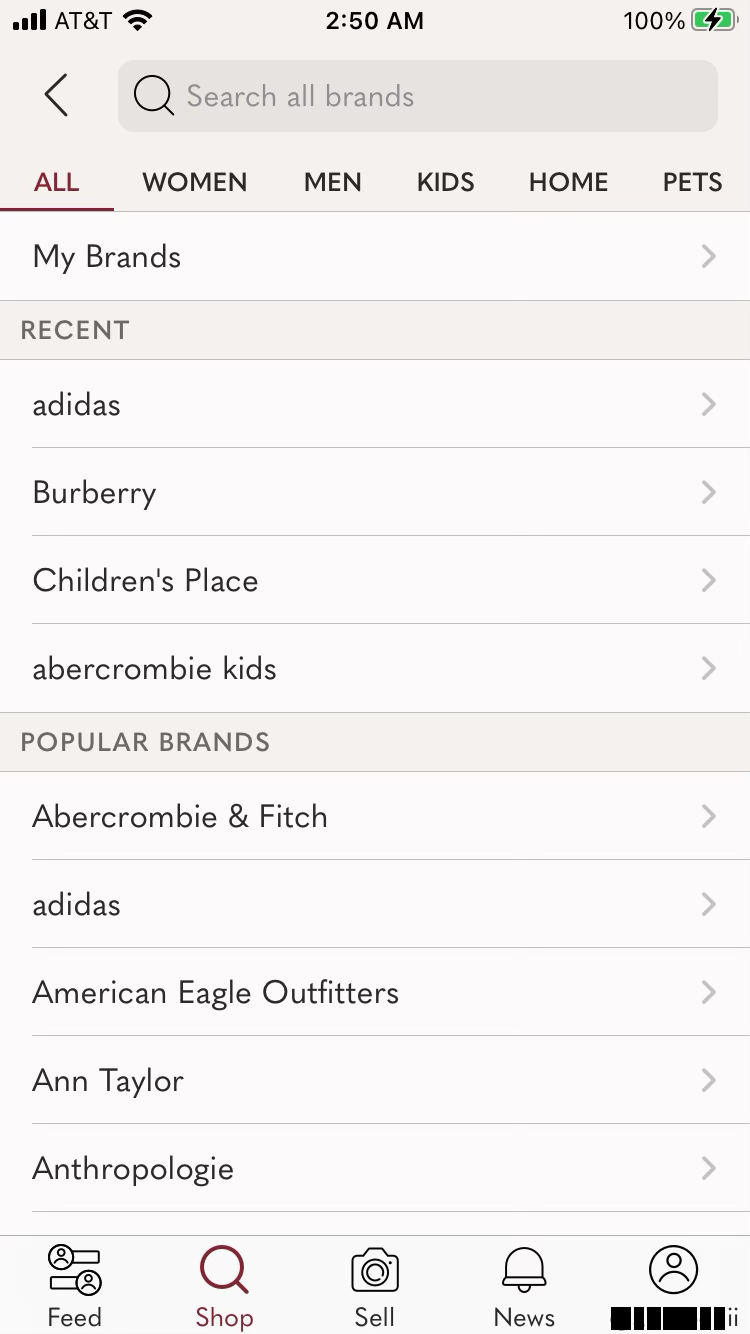 AT&T 2:50 AM 100%
Search all brands
ALL WOMEN MEN KIDS HOME PETS
My Brands
RECENT
adidas
Burberry
Children's Place
abercrombie kids
POPULAR BRANDS
Abercrombie & Fitch
adidas
American Eagle Outfitters
Ann Taylor
Anthropologie
Feed Shop Sell News